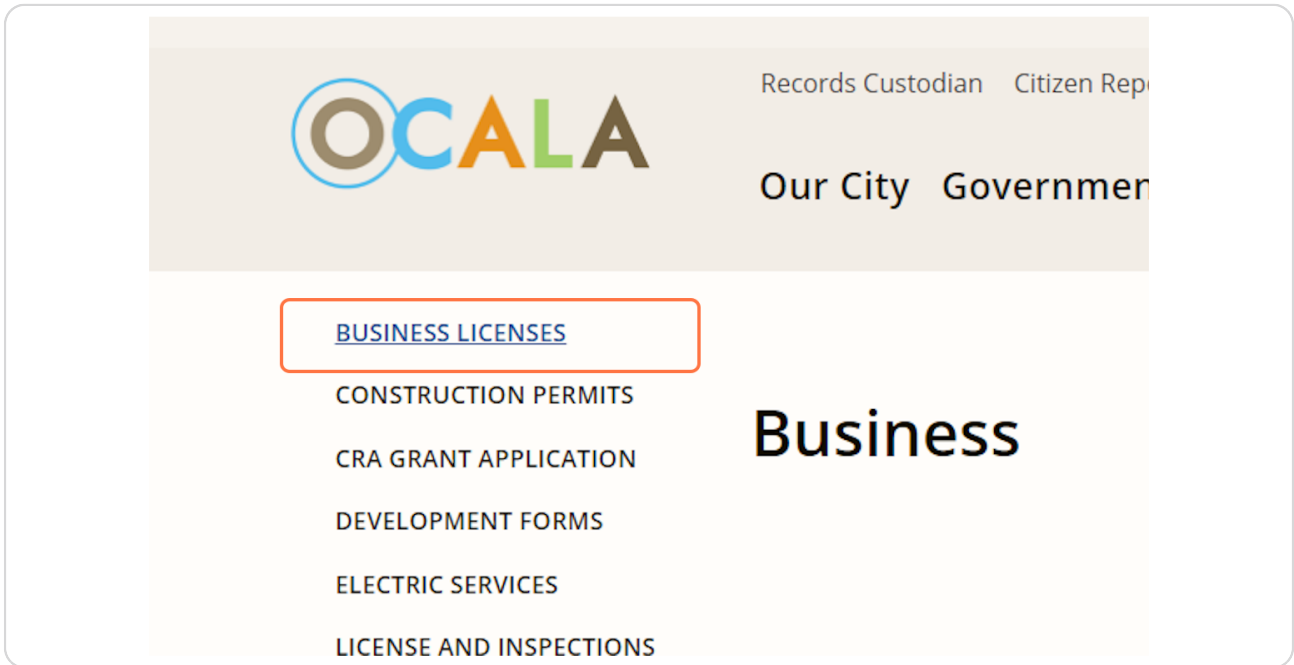 OCALA
Records Custodian Citizen
Our City
BUSINESS LICENSES
CONSTRUCTION PERMITS
Business
CRA GRANT APPLICATION
DEVELOPMENT FORMS
ELECTRIC SERVICES
LICENSE AND INSPECTIONS